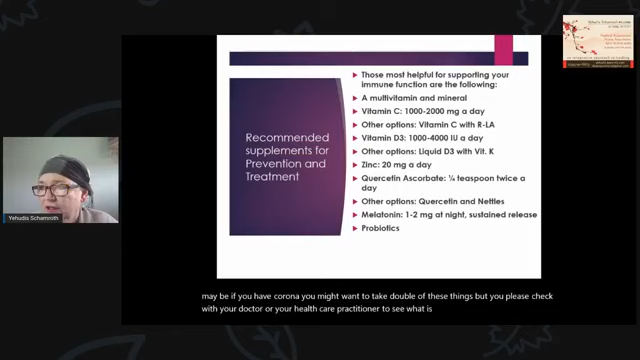 Recommended
supplements for
Prevention and
Treatment
Those most helpful for supporting your
immune function are the following:
A multivitamin and mineral
Vitamin C: 1000-2000 mg a day
Other options: Vitamin C with R-LA
Vitamin D3: 1000-4000 IU a day
Other options: Liquid D3 with Vit. K
Zinc: 20 mg a day
Quercetin Ascorbate: ¼ teaspoon twice a
day
Other options: Quercetin and Nettles
Melatonin: 1-2 mg at night, sustained release
Probiotics
Yehudis Schamroth
may be if you have corona you might want to take double of these things but you please check
with your doctor or your health care practitioner to see what is